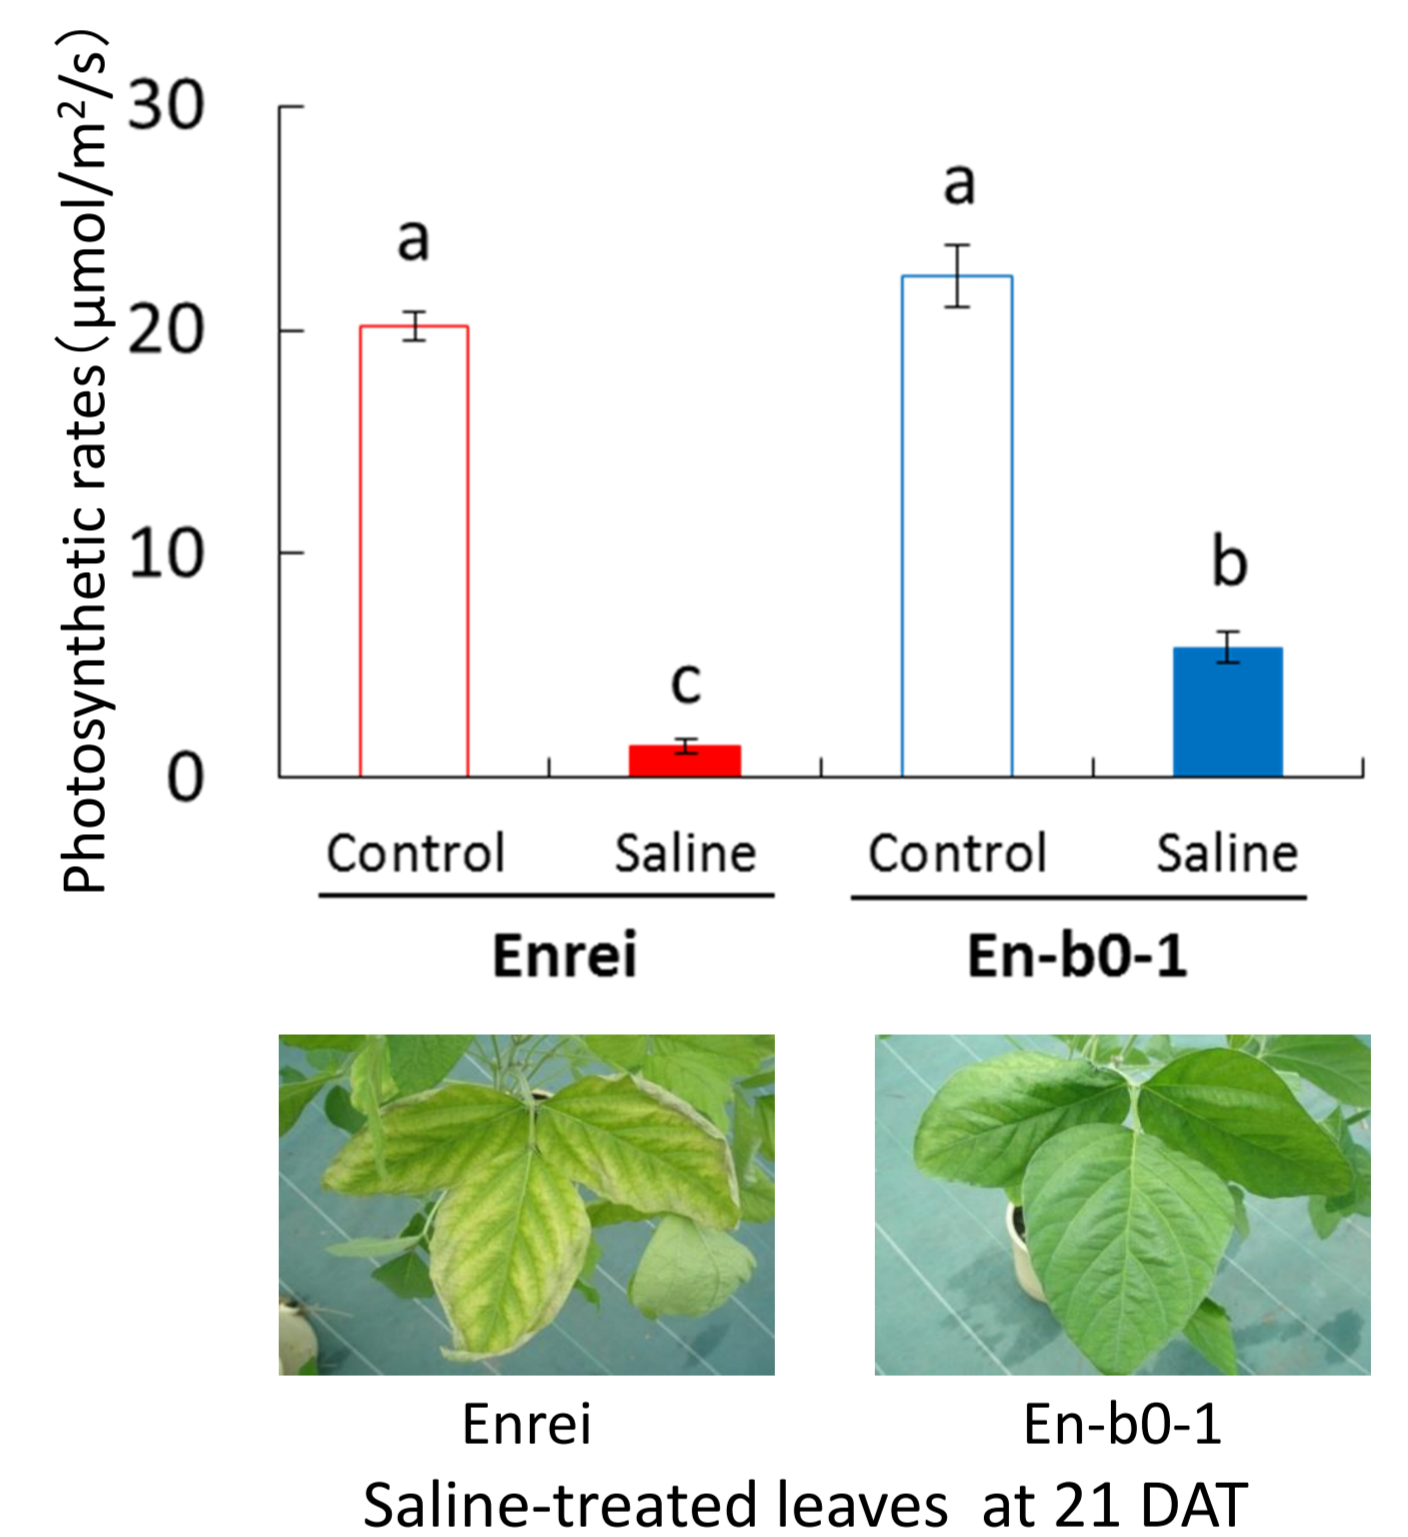 Photosynthetic rates (μmol/m²/s)
30
20
10
0
a
c
a
b
Control Saline Control Saline
Enrei En-b0-1
Enrei En-b0-1
Saline-treated leaves at 21 DAT